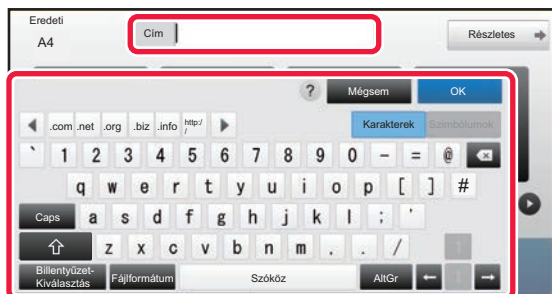 Eredeti
A4
Cím
Részletes
? Mégsem OK
.com .net .org .biz .info http:/
/
Karakterek Szimbólumok
` 1 2 3 4 5 6 7 8 9 0 - = @
q w e r t y u i o p [ ] #
Caps a s d f g h j k l ; '
z x c v b n m , . /
Billentyűzet-
Kiválasztás
Fájlformátum Szóköz AltGr